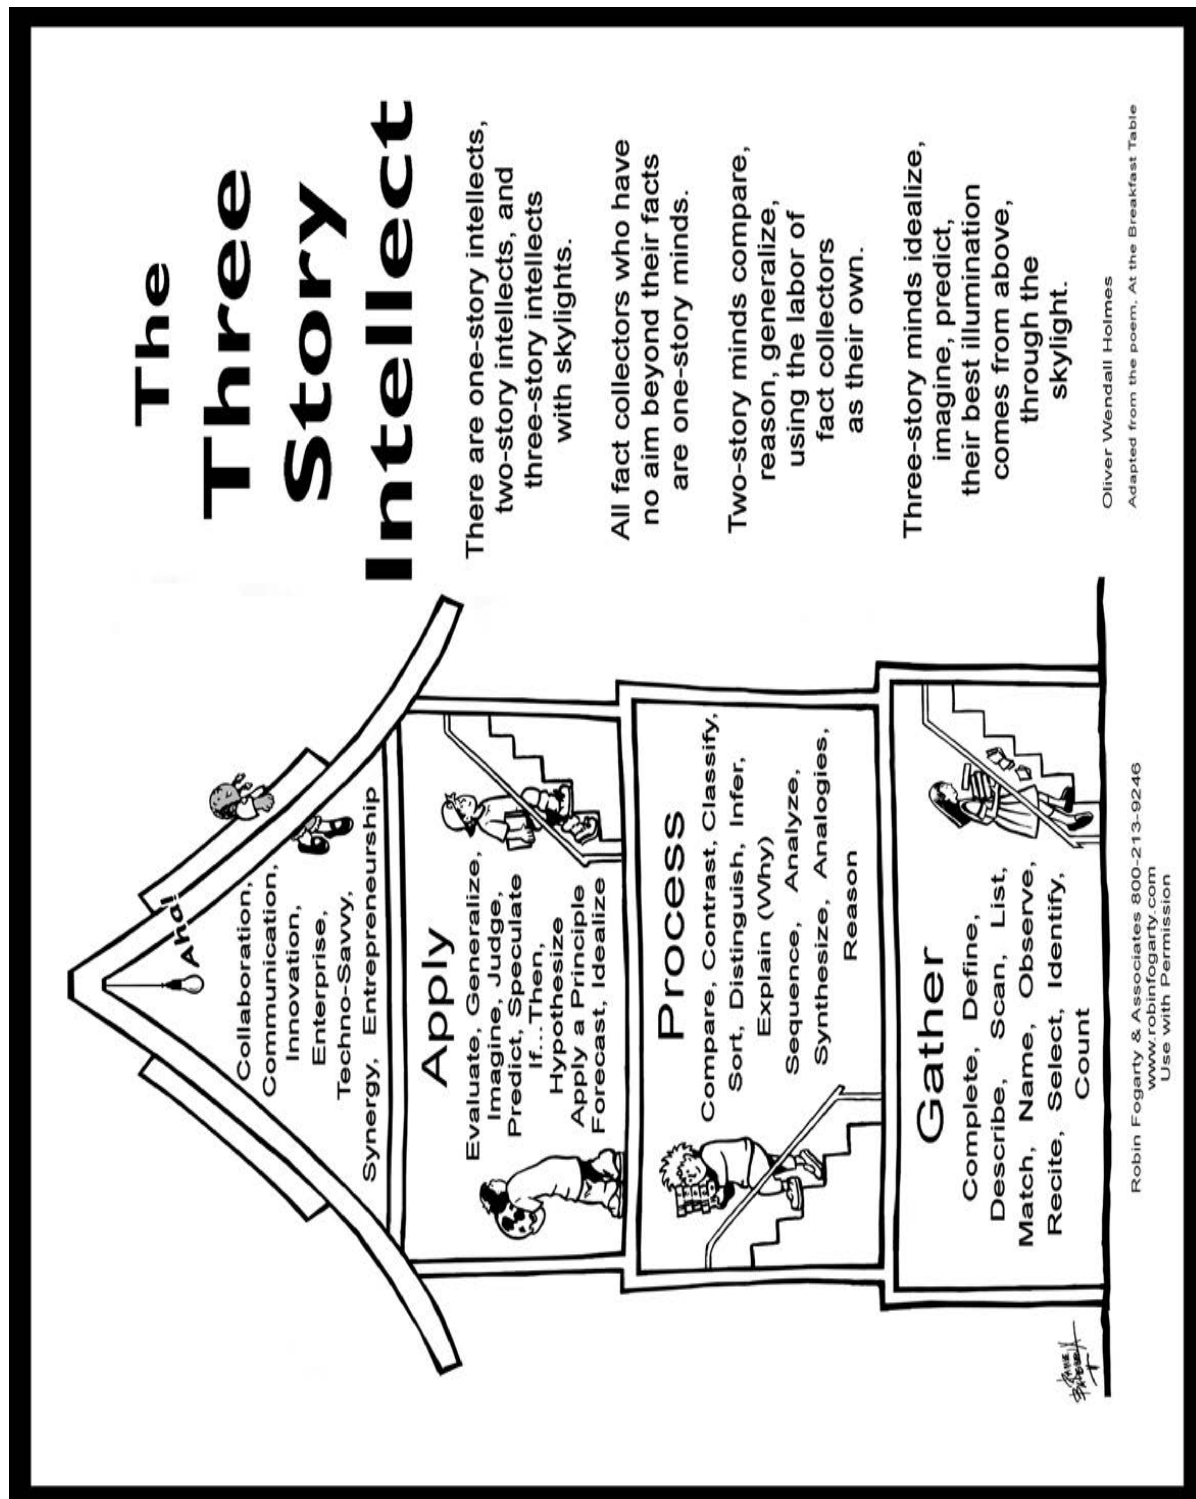 Aha!
Collaboration,
Communication,
Innovation,
Enterprise,
Techno-Savvy,
Synergy, Entrepreneurship
Apply
Evaluate, Generalize,
Imagine, Judge,
Predict, Speculate
If...Then,
Hypothesize
Apply a Principle
Forecast, Idealize
Process
Compare, Contrast, Classify,
Sort, Distinguish, Infer,
Explain (Why)
Sequence, Analyze,
Synthesize, Analogies,
Reason
Gather
Complete, Define,
Describe, Scan, List,
Match, Name, Observe,
Recite, Select, Identify,
Count
Robin Fogarty & Associates 800-213-9246
www.robinfogarty.com
Use with Permission
The
Three
Story
Intellect
There are one-story intellects,
two-story intellects, and
three-story intellects
with skylights.
All fact collectors who have
no aim beyond their facts
are one-story minds.
Two-story minds compare,
reason, generalize,
using the labor of
fact collectors
as their own.
Three-story minds idealize,
imagine, predict,
their best illumination
comes from above,
through the
skylight.
Oliver Wendall Holmes
Adapted from the poem, At the Breakfast Table